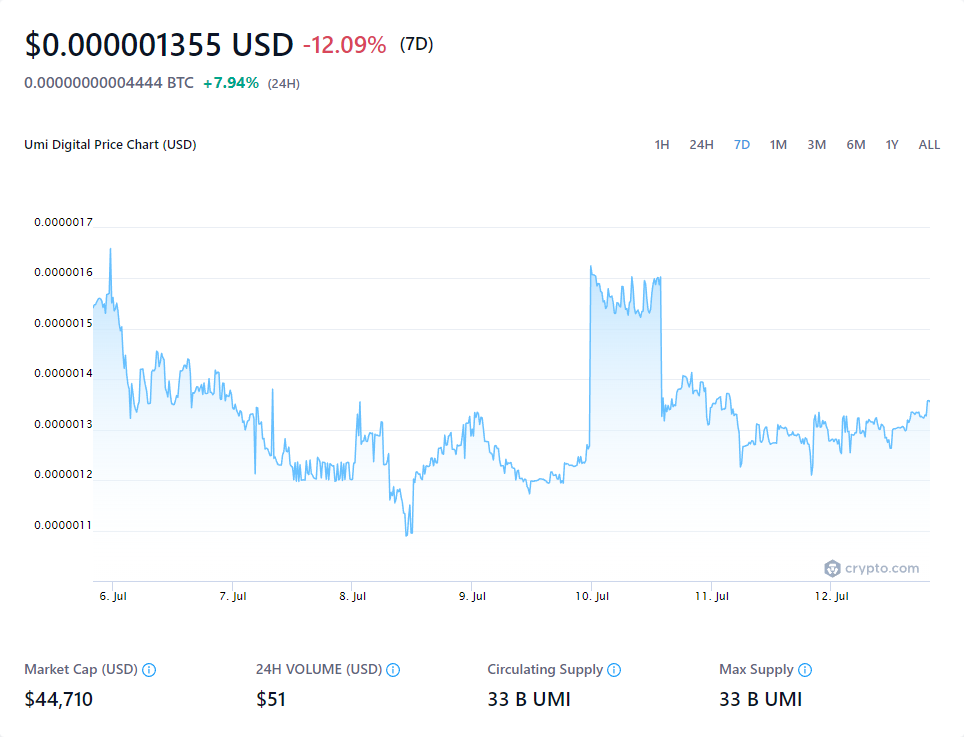 $0.000001355 USD -12.09% (7D)
0.00000000004444 BTC +7.94% (24H)
Umi Digital Price Chart (USD) 1H 24H 7D 1M 3M 6M 1Y ALL
0.0000017
0.0000016
0.0000015
0.0000014
0.0000013
0.0000012
0.0000011
crypto.com
6. Jul 7. Jul 8. Jul 9. Jul 10. Jul 11. Jul 12. Jul
Market Cap (USD) 24H VOLUME (USD) Circulating Supply Max Supply
$44,710 $51 33 B UMI 33 B UMI